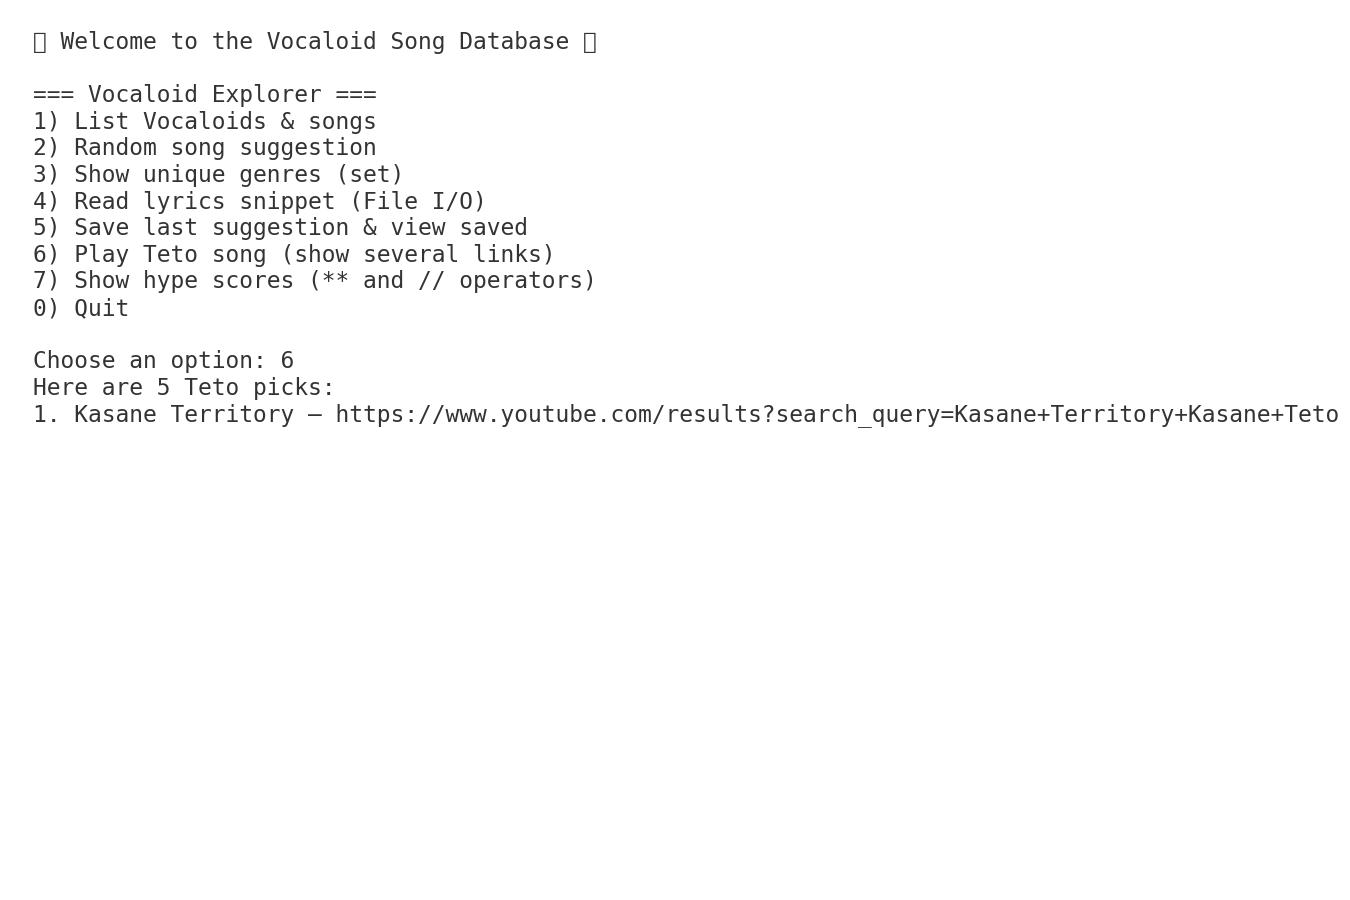 Welcome to the Vocaloid Song Database
=== Vocaloid Explorer ===
1) List Vocaloids & songs
2) Random song suggestion
3) Show unique genres (set)
4) Read lyrics snippet (File I/O)
5) Save last suggestion & view saved
6) Play Teto song (show several links)
7) Show hype scores (** and // operators)
0) Quit
Choose an option: 6
Here are 5 Teto picks:
1. Kasane Territory — https://www.youtube.com/results?search_query=Kasane+Territory+Kasane+Teto